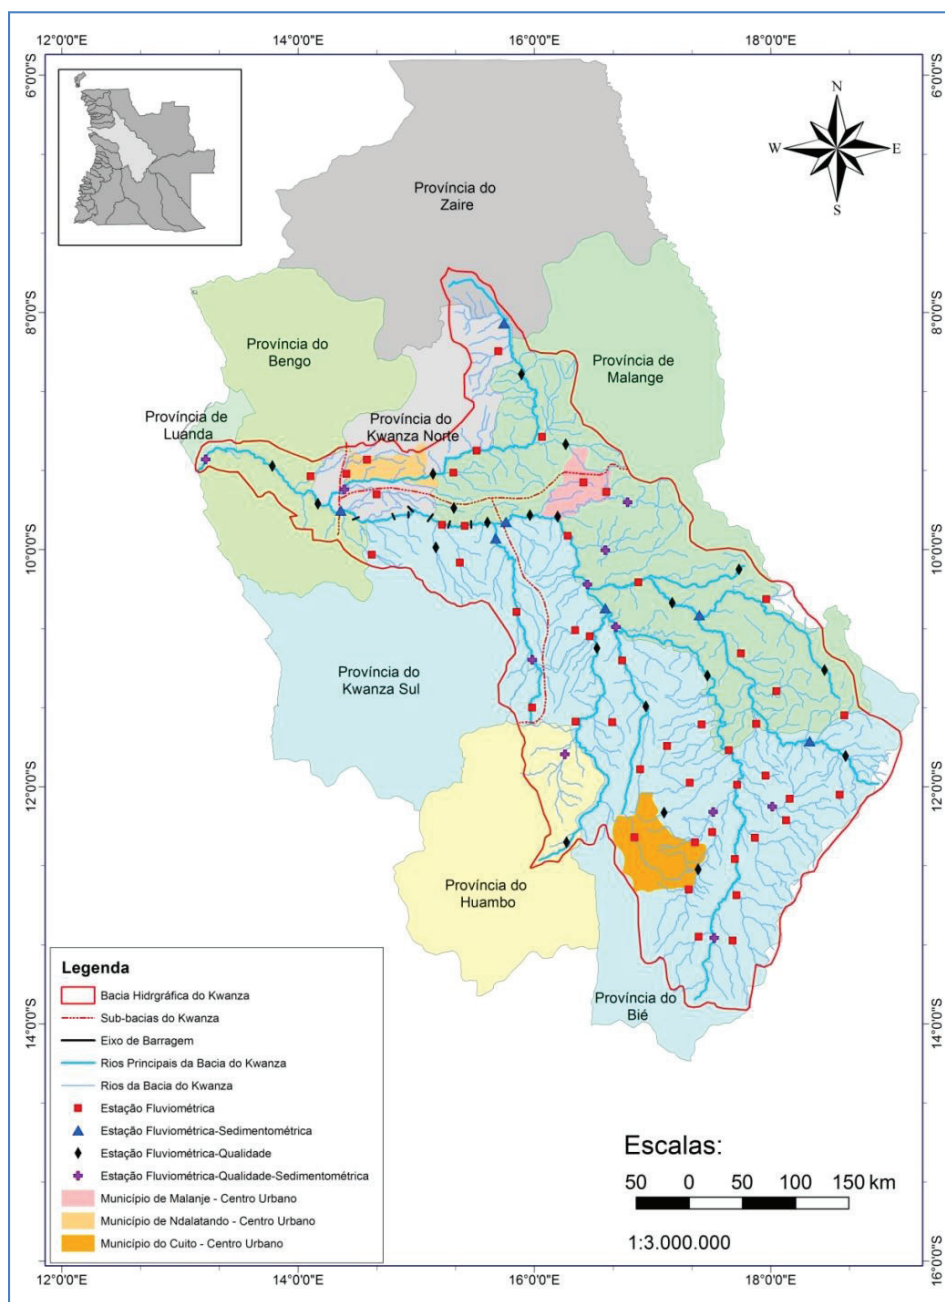 12°0'0"E
14°0'0"E
16°0'0"E
18°0'0"E
6°0'0"S
6°0'0"S
N
W
E
S
Província do
Zaire
8°0'0"S
8°0'0"S
Província do
Bengo
Província de
Malange
Província de
Luanda
Província do
Kwanza Norte
10°0'0"S
10°0'0"S
Província do
Kwanza Sul
12°0'0"S
12°0'0"S
Província do
Huambo
Província do
Bié
14°0'0"S
14°0'0"S
Legenda
Bacia Hidrgráfica do Kwanza
Sub-bacias do Kwanza
Eixo de Barragem
Rios Principais da Bacia do Kwanza
Rios da Bacia do Kwanza
Estação Fluviométrica
Estação Fluviométrica-Sedimentométrica
Estação Fluviométrica-Qualidade
Estação Fluviométrica-Qualidade-Sedimentométrica
Município de Malanje - Centro Urbano
Município de Ndalatando - Centro Urbano
Município do Cuito - Centro Urbano
Escalas:
50 0 50 100 150 km
1:3.000.000
16°0'0"S
12°0'0"E
14°0'0"E
16°0'0"E
18°0'0"E
16°0'0"S